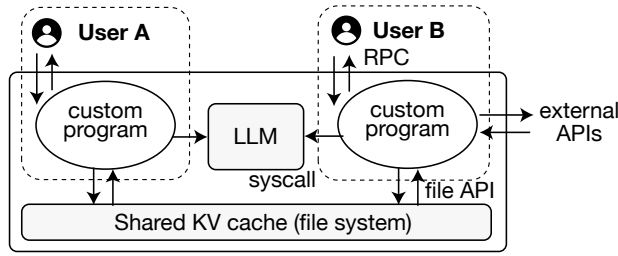 User A
User B
RPC
custom
program
LLM
custom
program
external
APIs
syscall
file API
Shared KV cache (file system)